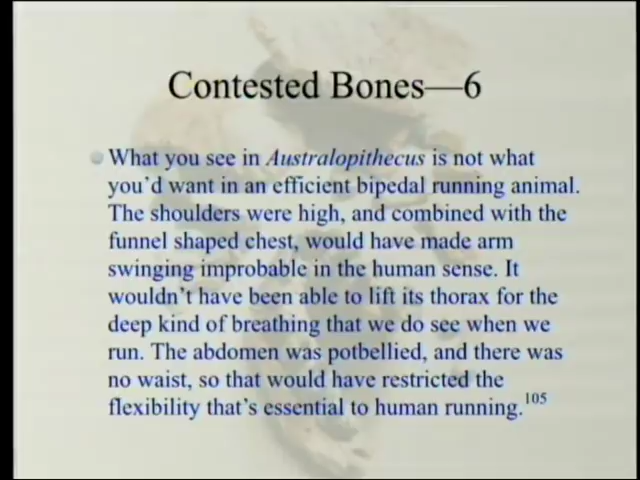 Contested Bones—6
What you see in Australopithecus is not what
you’d want in an efficient bipedal running animal.
The shoulders were high, and combined with the
funnel shaped chest, would have made arm
swinging improbable in the human sense. It
wouldn’t have been able to lift its thorax for the
deep kind of breathing that we do see when we
run. The abdomen was potbellied, and there was
no waist, so that would have restricted the
flexibility that’s essential to human running.105